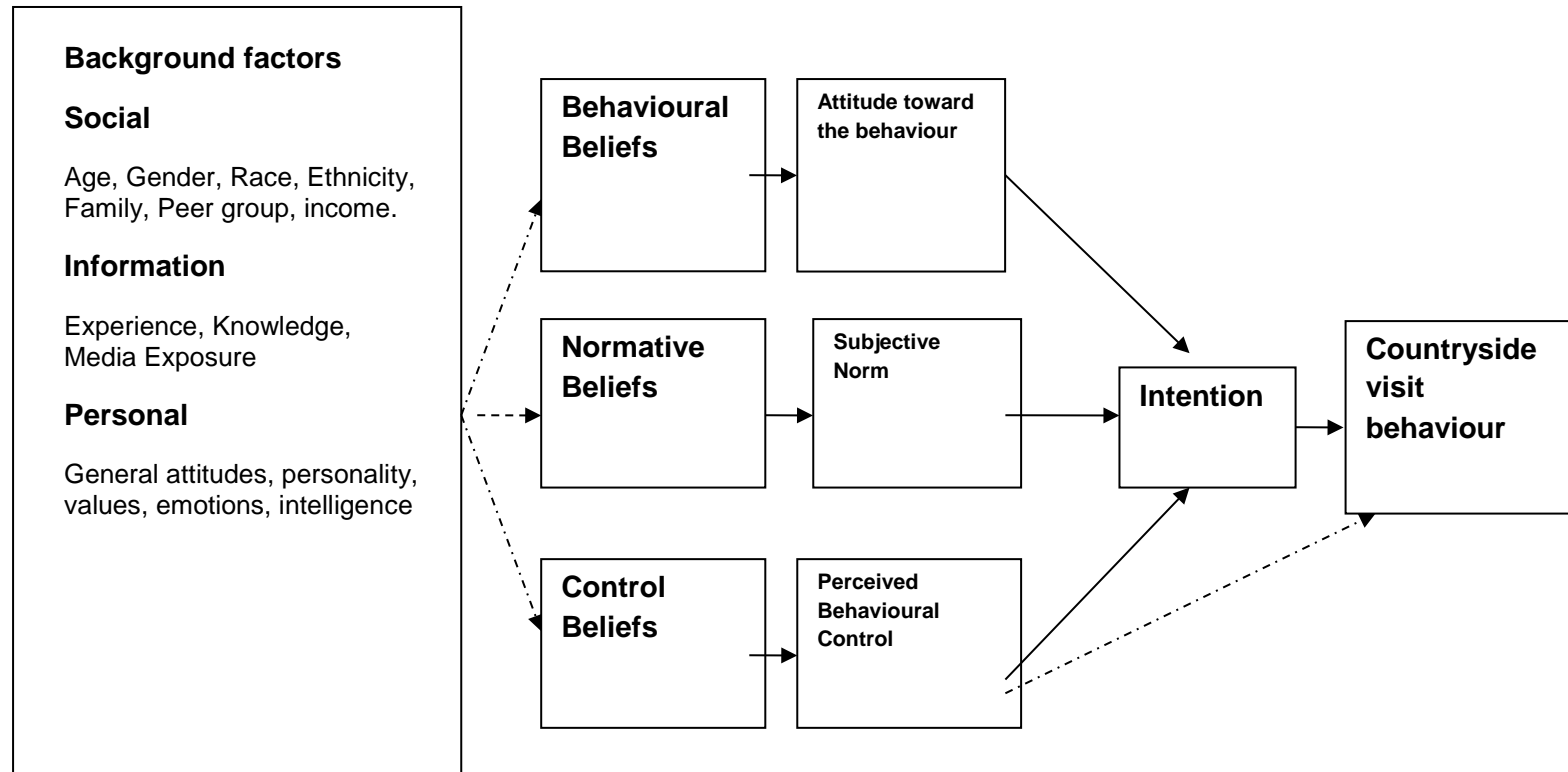 Background factors
Social
Age, Gender, Race, Ethnicity,
Family, Peer group, income.
Information
Experience, Knowledge,
Media Exposure
Personal
General attitudes, personality,
values, emotions, intelligence
Behavioural
Beliefs
Attitude toward
the behaviour
Normative
Beliefs
Subjective
Norm
Control
Beliefs
Perceived
Behavioural
Control
Intention
Countryside
visit
behaviour